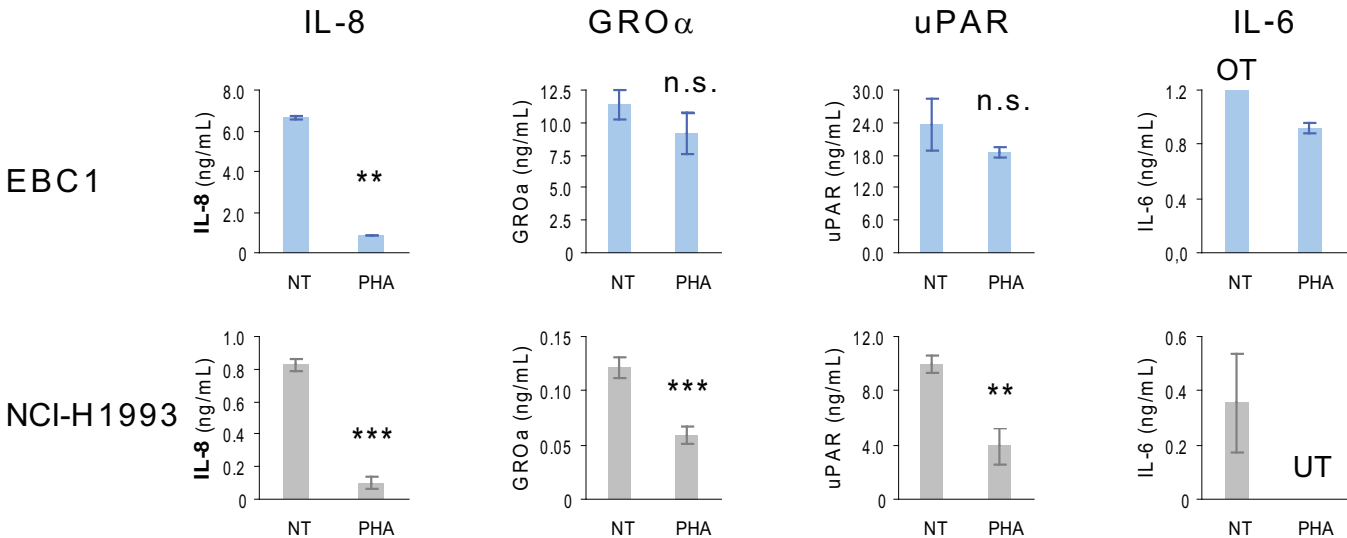 IL-8 GROα uPAR IL-6
EBC1
IL-8 (ng/mL)
8.0
6.0
4.0
2.0
0
**
NT PHA
GROa (ng/mL)
12.5
10.0
7.5
5.0
2.5
0
n.s.
NT PHA
uPAR (ng/mL)
30.0
24.0
18.0
12.0
6.0
0.0
n.s.
NT PHA
IL-6 (ng/mL)
OT
1.2
0.8
0.4
0,0
NT PHA
NCI-H1993
IL-8 (ng/mL)
1.0
0.8
0.6
0.4
0.2
0
***
NT PHA
GROa (ng/mL)
0.15
0.10
0.05
0
***
NT PHA
uPAR (ng/mL)
12.0
8.0
4.0
0
**
NT PHA
IL-6 (ng/mL)
0.6
0.4
0.2
0
UT
NT PHA